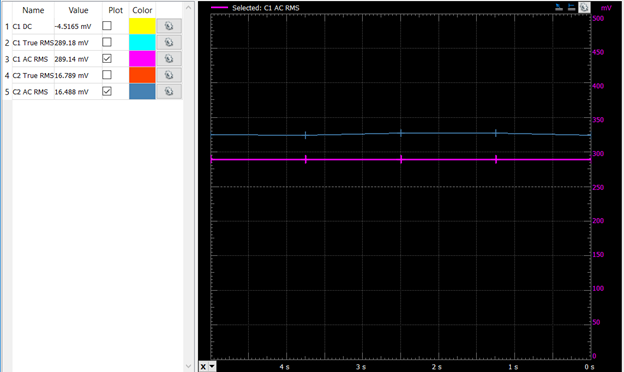 Name Value Plot Color
1 C1 DC -4.5165 mV
2 C1 True RMS 289.18 mV
3 C1 AC RMS 289.14 mV
4 C2 True RMS 16.789 mV
5 C2 AC RMS 16.488 mV
Selected: C1 AC RMS mV
500
450
400
350
300
250
200
150
100
50
0
X 4 s 3 s 2 s 1 s 0 s